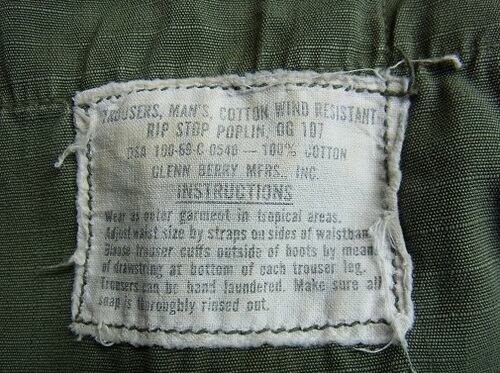 TROUSERS, MAN'S, COTTON WIND RESISTANT
RIP STOP POPLIN, OG 107
DSA 100-69-C-0540 — 100% COTTON
GLENN BERRY MFRS., INC.
INSTRUCTIONS
Wear as outer garment in tropical areas.
Adjust waist size by straps on sides of waistban
Blouse trouser cuffs outside of boots by mean
of drawstring at bottom of each trouser leg.
Trousers can be hand laundered. Make sure all
soap is thoroughly rinsed out.